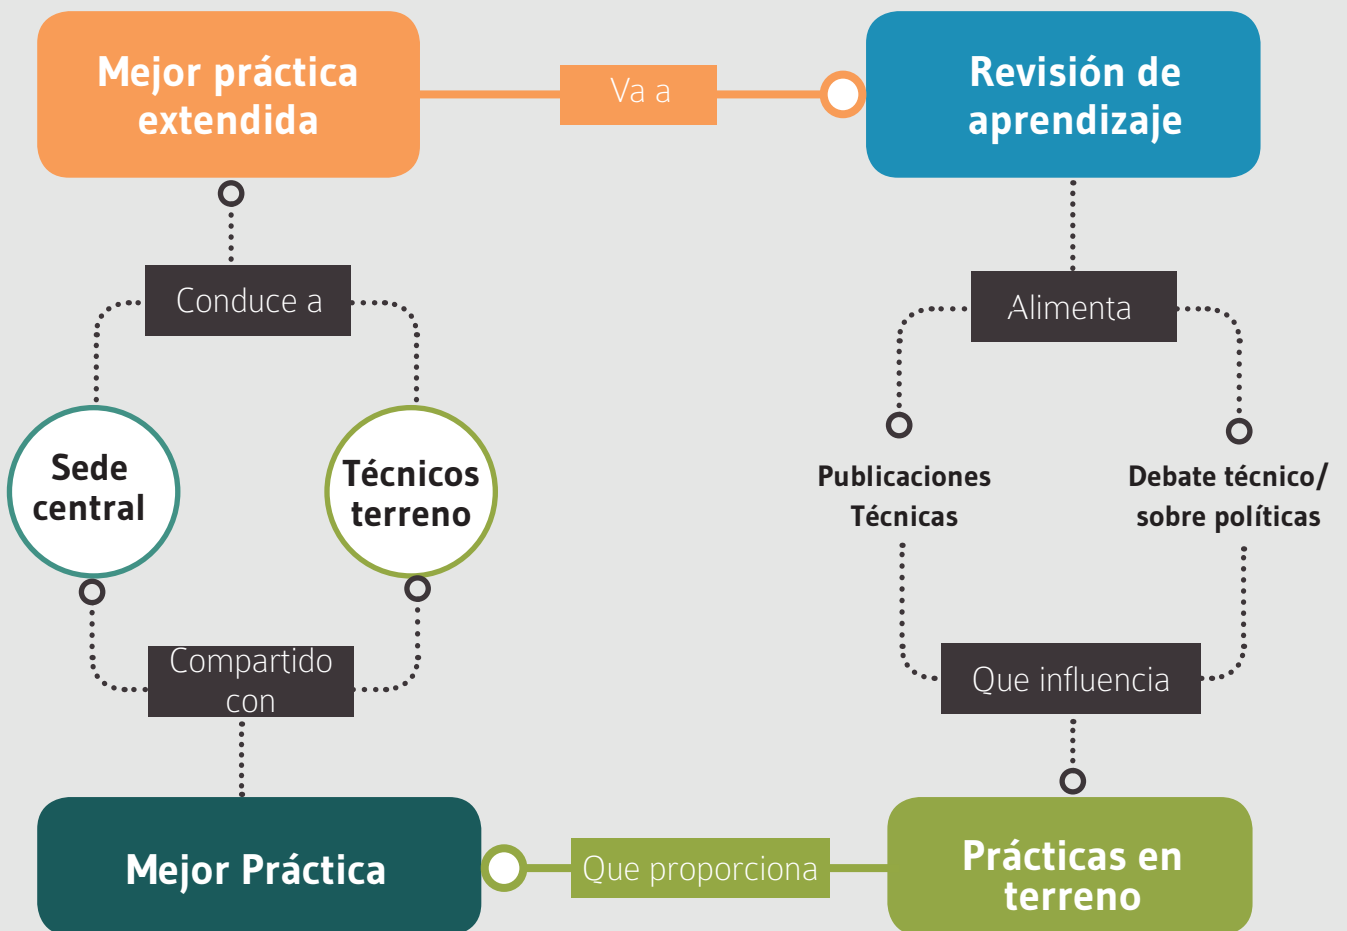 Mejor práctica
extendida
Va a
Revisión de
aprendizaje
Conduce a
Alimenta
Sede
central
Técnicos
terreno
Publicaciones
Técnicas
Debate técnico/
sobre políticas
Compartido
con
Que influencia
Mejor Práctica
Que proporciona
Prácticas en
terreno